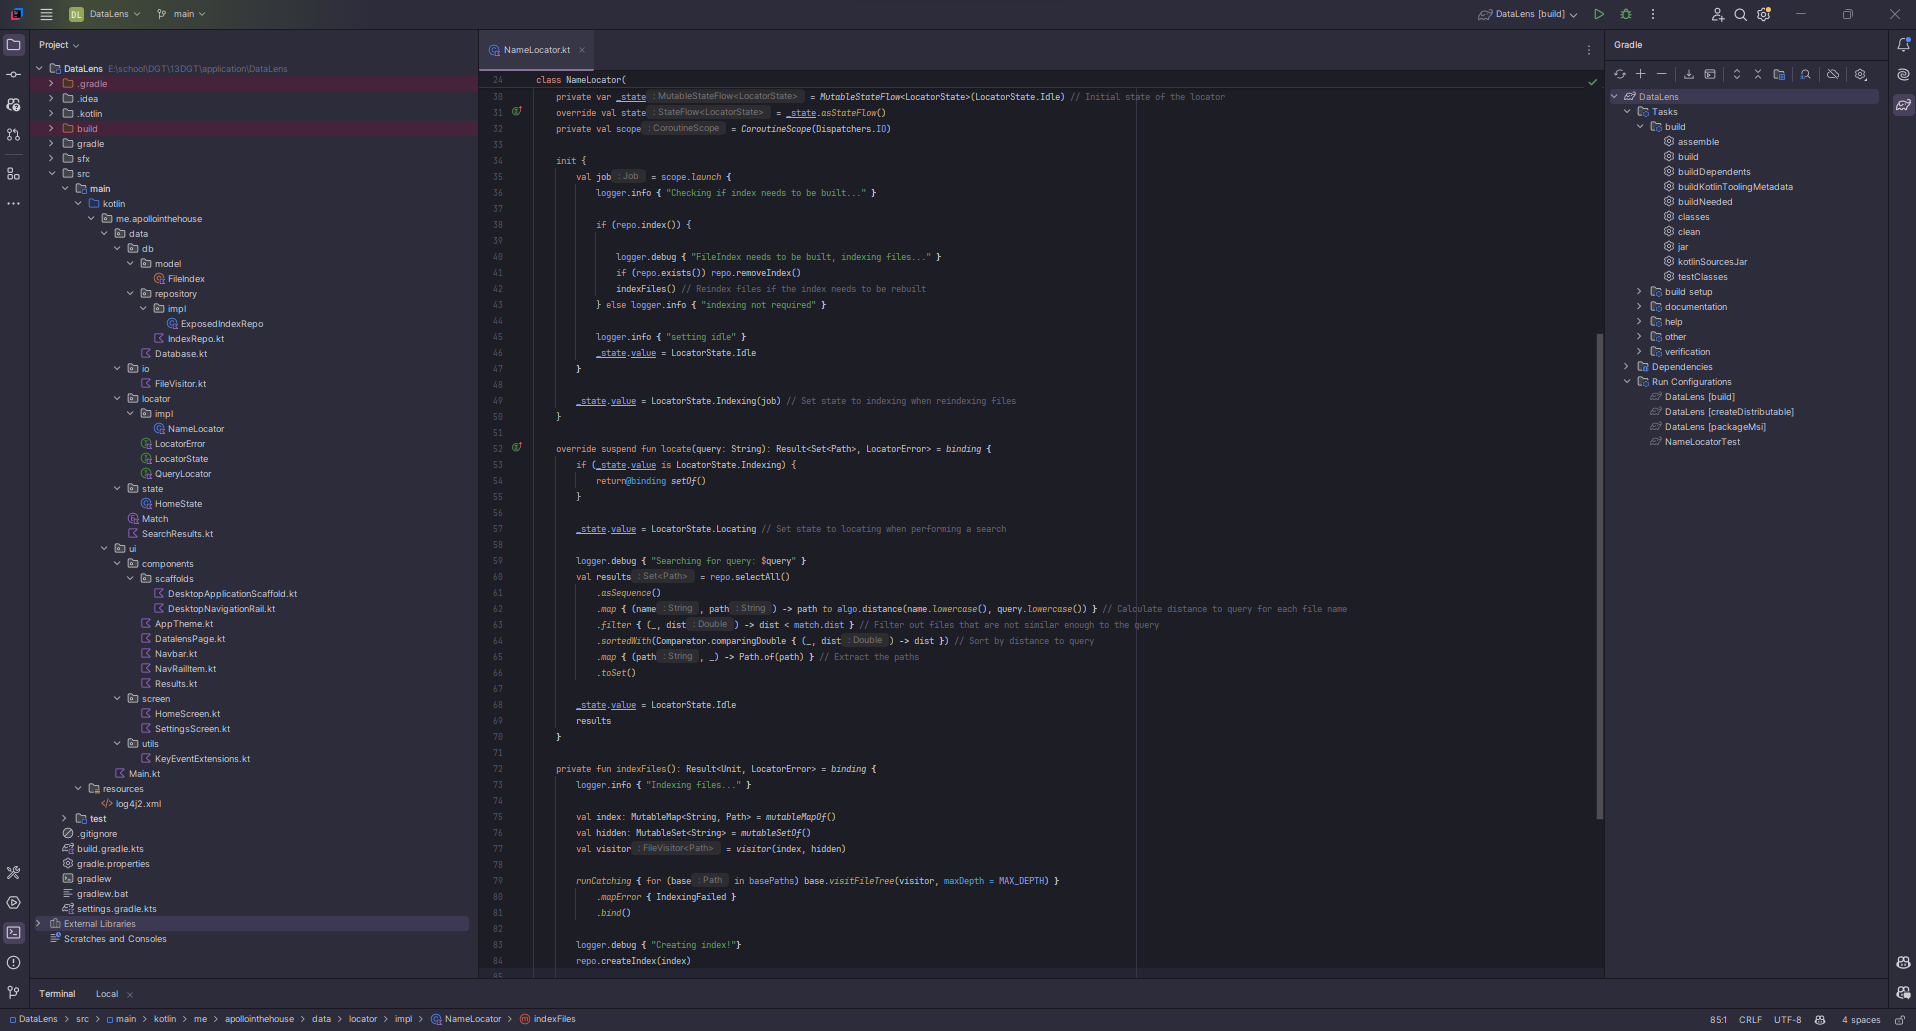 DL DataLens main DataLens [build]
Project
DataLens E:\school\DGT\13DGT\application\DataLens
.gradle
.idea
.kotlin
build
gradle
sfx
src
main
kotlin
me.apollointhehouse
data
db
model
FileIndex
repository
impl
ExposedIndexRepo
IndexRepo.kt
Database.kt
io
FileVisitor.kt
locator
impl
NameLocator
LocatorError
LocatorState
QueryLocator
state
HomeState
Match
SearchResults.kt
ui
components
scaffolds
DesktopApplicationScaffold.kt
DesktopNavigationRail.kt
AppTheme.kt
DatalensPage.kt
Navbar.kt
NavRailItem.kt
Results.kt
screen
HomeScreen.kt
SettingsScreen.kt
utils
KeyEventExtensions.kt
Main.kt
resources
log4j2.xml
test
.gitignore
build.gradle.kts
gradle.properties
gradlew
gradlew.bat
settings.gradle.kts
External Libraries
Scratches and Consoles
NameLocator.kt
24 class NameLocator(
30 private var _state : MutableStateFlow<LocatorState> = MutableStateFlow<LocatorState>(LocatorState.Idle) // Initial state of the locator
31 override val state : StateFlow<LocatorState> = _state.asStateFlow()
32 private val scope : CoroutineScope = CoroutineScope(Dispatchers.IO)
33
34 init {
35 val job : Job = scope.launch {
36 logger.info { "Checking if index needs to be built..." }
37
38 if (repo.index()) {
39
40 logger.debug { "FileIndex needs to be built, indexing files..." }
41 if (repo.exists()) repo.removeIndex()
42 indexFiles() // Reindex files if the index needs to be rebuilt
43 } else logger.info { "indexing not required" }
44
45 logger.info { "setting idle" }
46 _state.value = LocatorState.Idle
47 }
48
49 _state.value = LocatorState.Indexing(job) // Set state to indexing when reindexing files
50 }
51
52 override suspend fun locate(query: String): Result<Set<Path>, LocatorError> = binding {
53 if (_state.value is LocatorState.Indexing) {
54 return@binding setOf()
55 }
56
57 _state.value = LocatorState.Locating // Set state to locating when performing a search
58
59 logger.debug { "Searching for query: $query" }
60 val results : Set<Path> = repo.selectAll()
61 .asSequence()
62 .map { (name : String , path : String ) -> path to algo.distance(name.lowercase(), query.lowercase()) } // Calculate distance to query for each file name
63 .filter { (_, dist : Double ) -> dist < match.dist } // Filter out files that are not similar enough to the query
64 .sortedWith(Comparator.comparingDouble { (_, dist : Double ) -> dist }) // Sort by distance to query
65 .map { (path : String , _) -> Path.of(path) } // Extract the paths
66 .toSet()
67
68 _state.value = LocatorState.Idle
69 results
70 }
71
72 private fun indexFiles(): Result<Unit, LocatorError> = binding {
73 logger.info { "Indexing files..." }
74
75 val index: MutableMap<String, Path> = mutableMapOf()
76 val hidden: MutableSet<String> = mutableSetOf()
77 val visitor : FileVisitor<Path> = visitor(index, hidden)
78
79 runCatching { for (base : Path in basePaths) base.visitFileTree(visitor, maxDepth = MAX_DEPTH) }
80 .mapError { IndexingFailed }
81 .bind()
82
83 logger.debug { "Creating index!"}
84 repo.createIndex(index)
85
Gradle
DataLens
Tasks
build
assemble
build
buildDependents
buildKotlinToolingMetadata
buildNeeded
classes
clean
jar
kotlinSourcesJar
testClasses
build setup
documentation
help
other
verification
Dependencies
Run Configurations
DataLens [build]
DataLens [createDistributable]
DataLens [packageMsi]
NameLocatorTest
Terminal Local
DataLens > src > main > kotlin > me > apollointhehouse > data > locator > impl > NameLocator > indexFiles 85:1 CRLF UTF-8 4 spaces